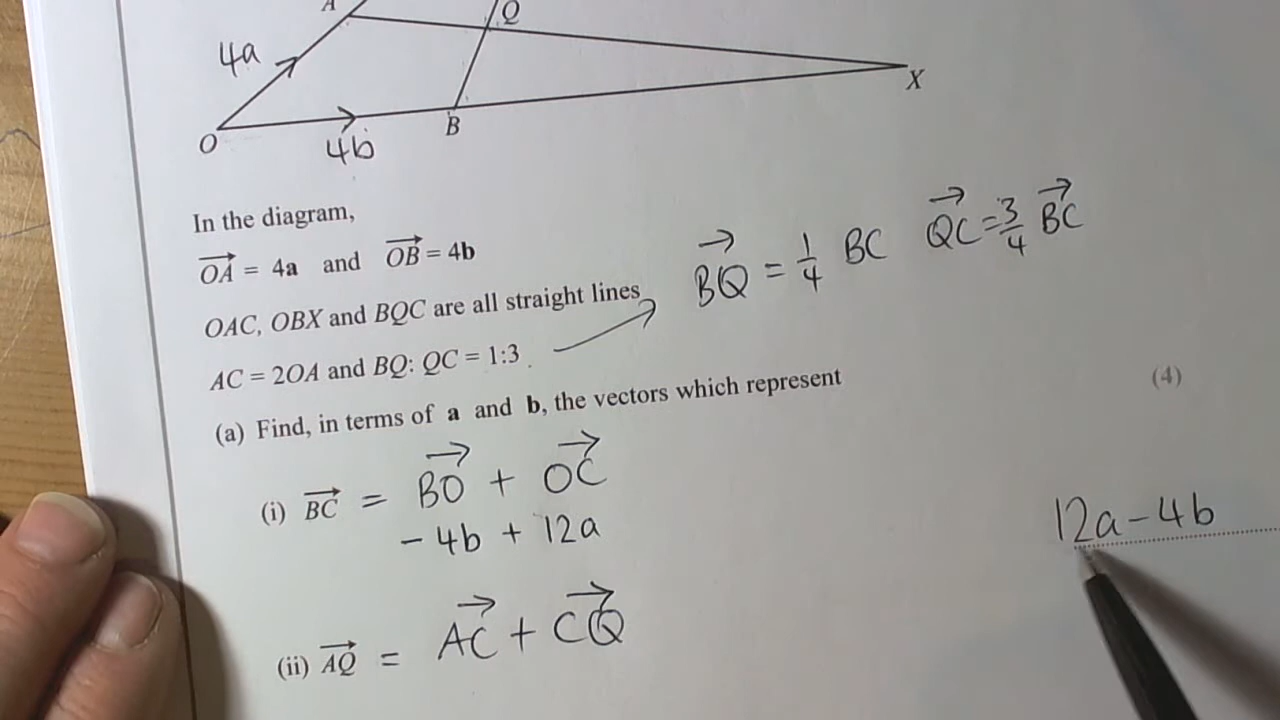 A
Q
4a
X
O
B
4b
In the diagram,
→OA = 4a and →OB = 4b
→BQ = 1/4 BC →QC = 3/4 →BC
OAC, OBX and BQC are all straight lines
AC = 2OA and BQ: QC = 1:3
(a) Find, in terms of a and b, the vectors which represent
(4)
(i) →BC = →BO + →OC
- 4b + 12a
12a - 4b
(ii) →AQ = →AC + →CQ